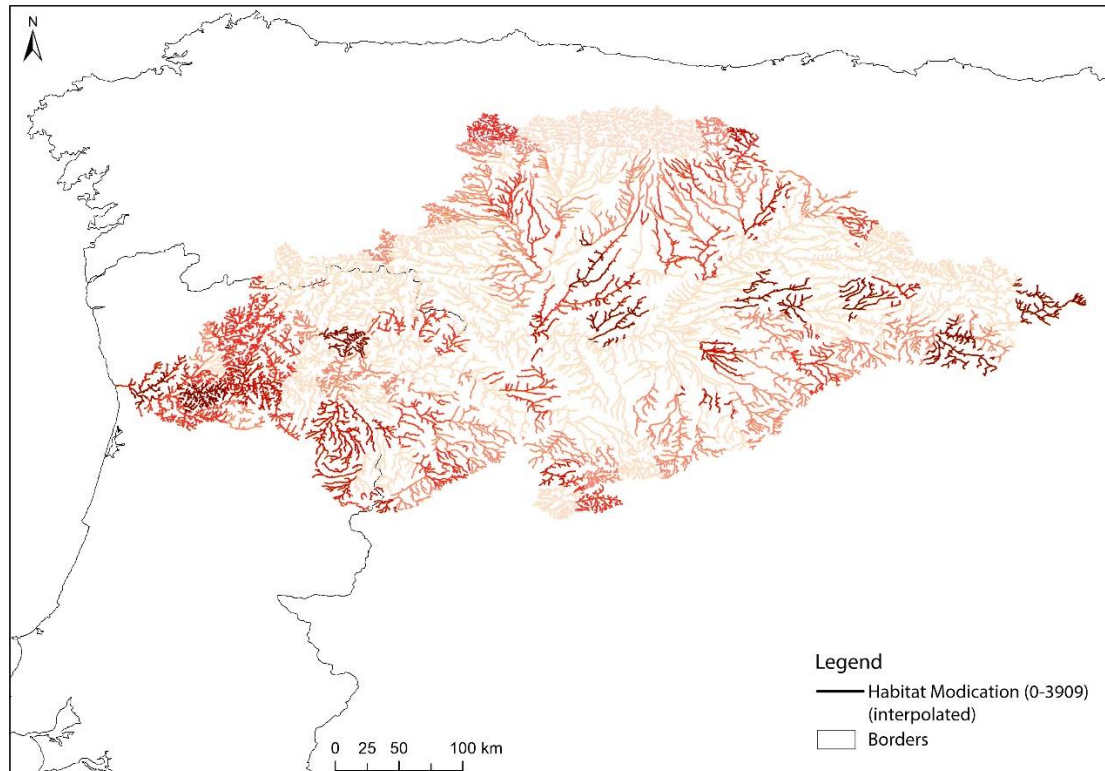 N
Legend
Habitat Modication (0-3909)
(interpolated)
Borders
0 25 50 100 km